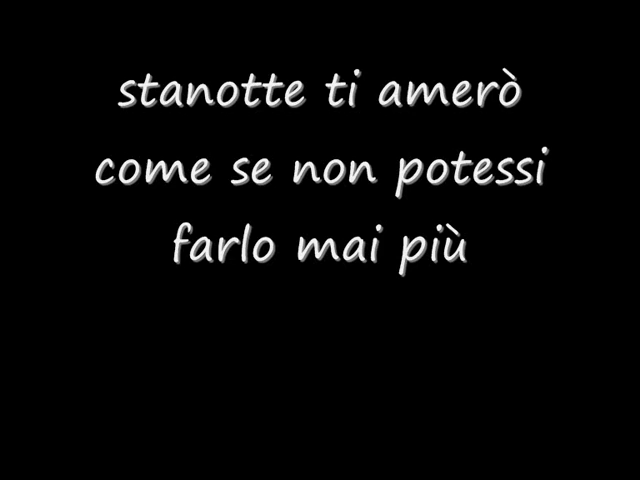 stanotte ti amerò
come se non potessi
farlo mai più